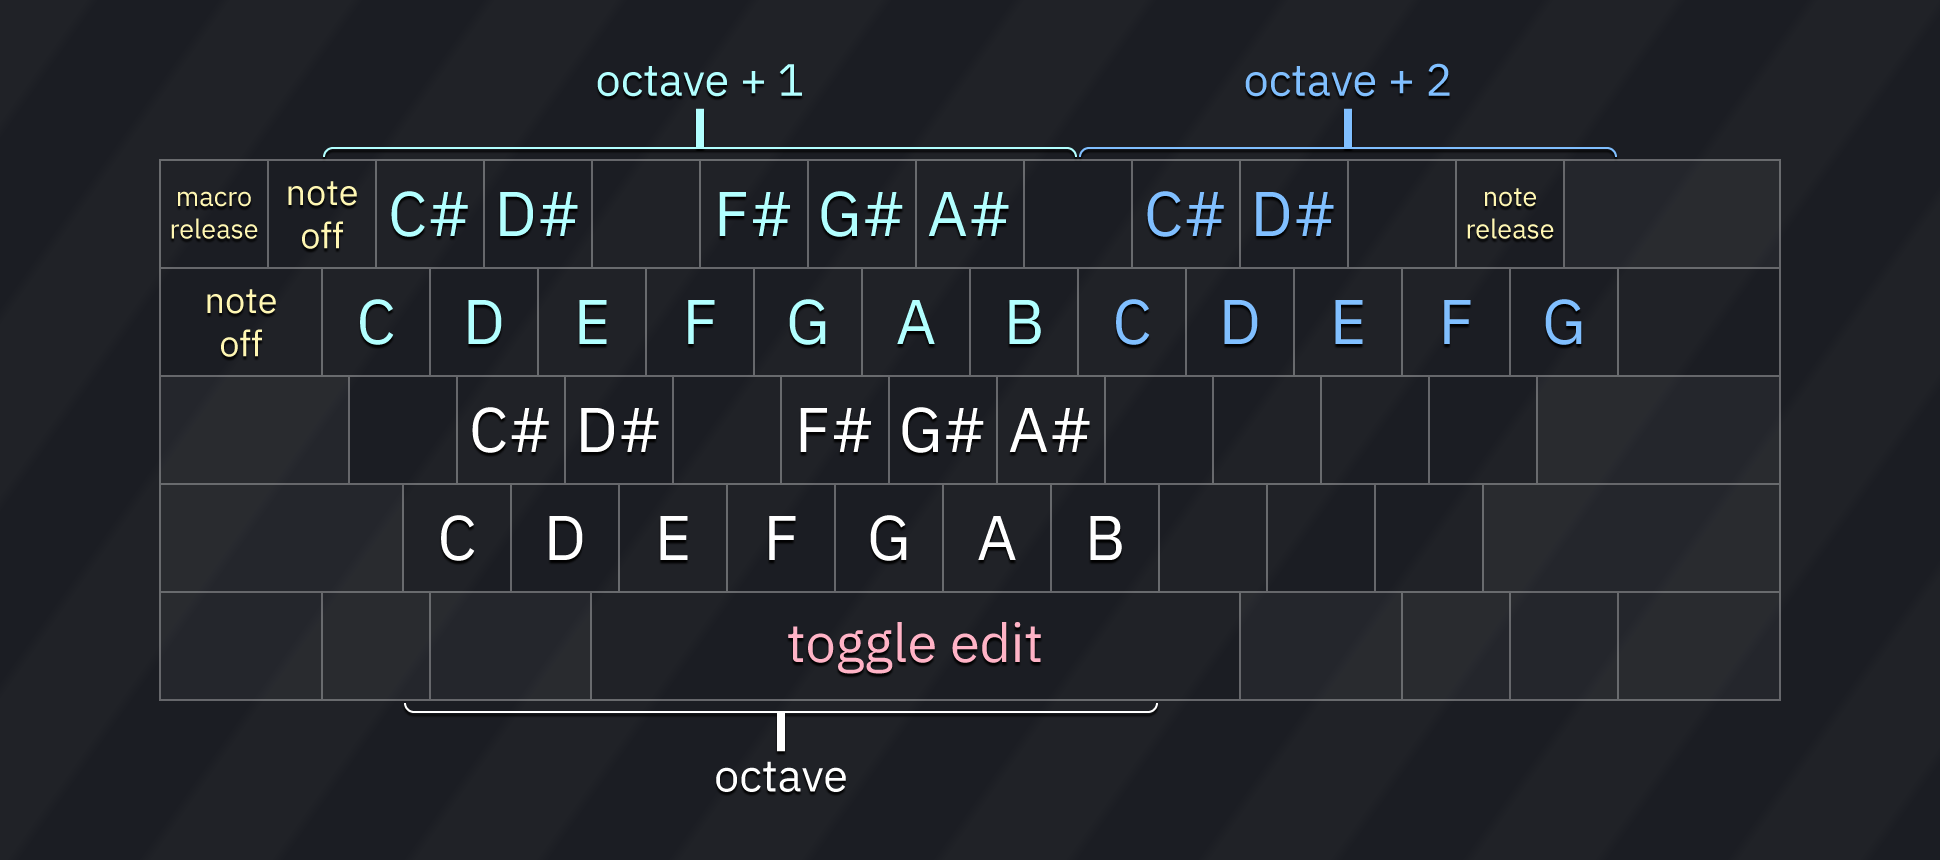 octave + 1 octave + 2
macro release note off C# D# F# G# A# C# D# note release
note off C D E F G A B C D E F G
C# D# F# G# A#
C D E F G A B
toggle edit
octave